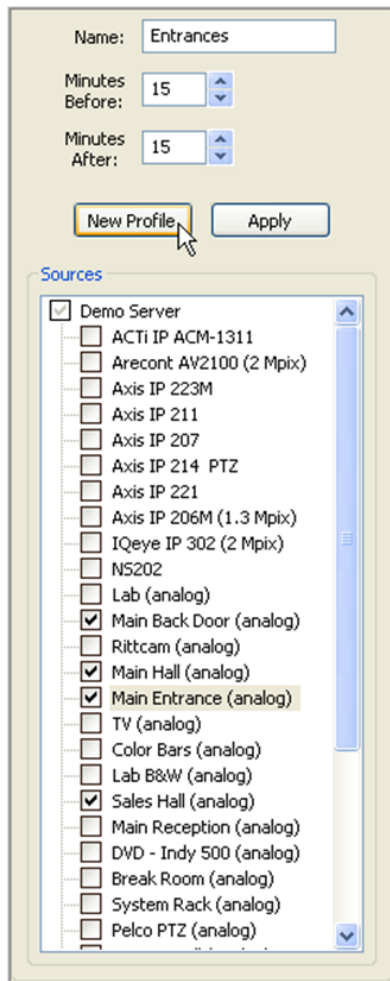 Name: Entrances
Minutes Before: 15
Minutes After: 15
New Profile Apply
Sources
Demo Server
ACTi IP ACM-1311
Arecont AV2100 (2 Mpix)
Axis IP 223M
Axis IP 211
Axis IP 207
Axis IP 214 PTZ
Axis IP 221
Axis IP 206M (1.3 Mpix)
IQeye IP 302 (2 Mpix)
NS202
Lab (analog)
Main Back Door (analog)
Rittcam (analog)
Main Hall (analog)
Main Entrance (analog)
TV (analog)
Color Bars (analog)
Lab B&W (analog)
Sales Hall (analog)
Main Reception (analog)
DVD - Indy 500 (analog)
Break Room (analog)
System Rack (analog)
Pelco PTZ (analog)